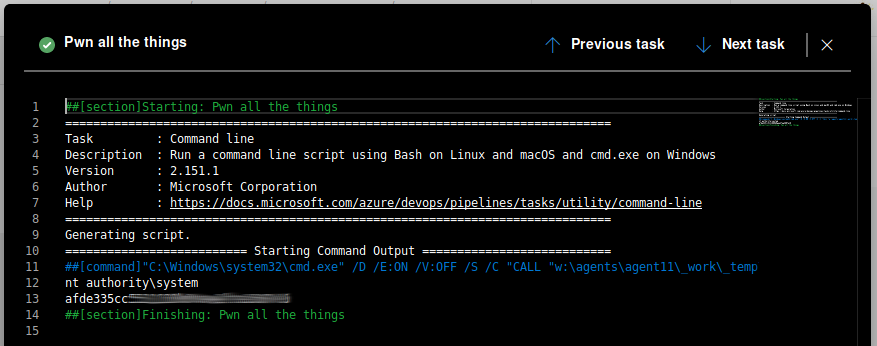 Pwn all the things
Previous task
Next task
1 ##[section]Starting: Pwn all the things
2 ==============================================================================
3 Task : Command line
4 Description : Run a command line script using Bash on Linux and macOS and cmd.exe on Windows
5 Version : 2.151.1
6 Author : Microsoft Corporation
7 Help : https://docs.microsoft.com/azure/devops/pipelines/tasks/utility/command-line
8 ==============================================================================
9 Generating script.
10 ========================== Starting Command Output ===========================
11 ##[command]"C:\Windows\system32\cmd.exe" /D /E:ON /V:OFF /S /C "CALL "w:\agents\agent11\_work\_temp
12 nt authority\system
13 afde335cc
14 ##[section]Finishing: Pwn all the things
15